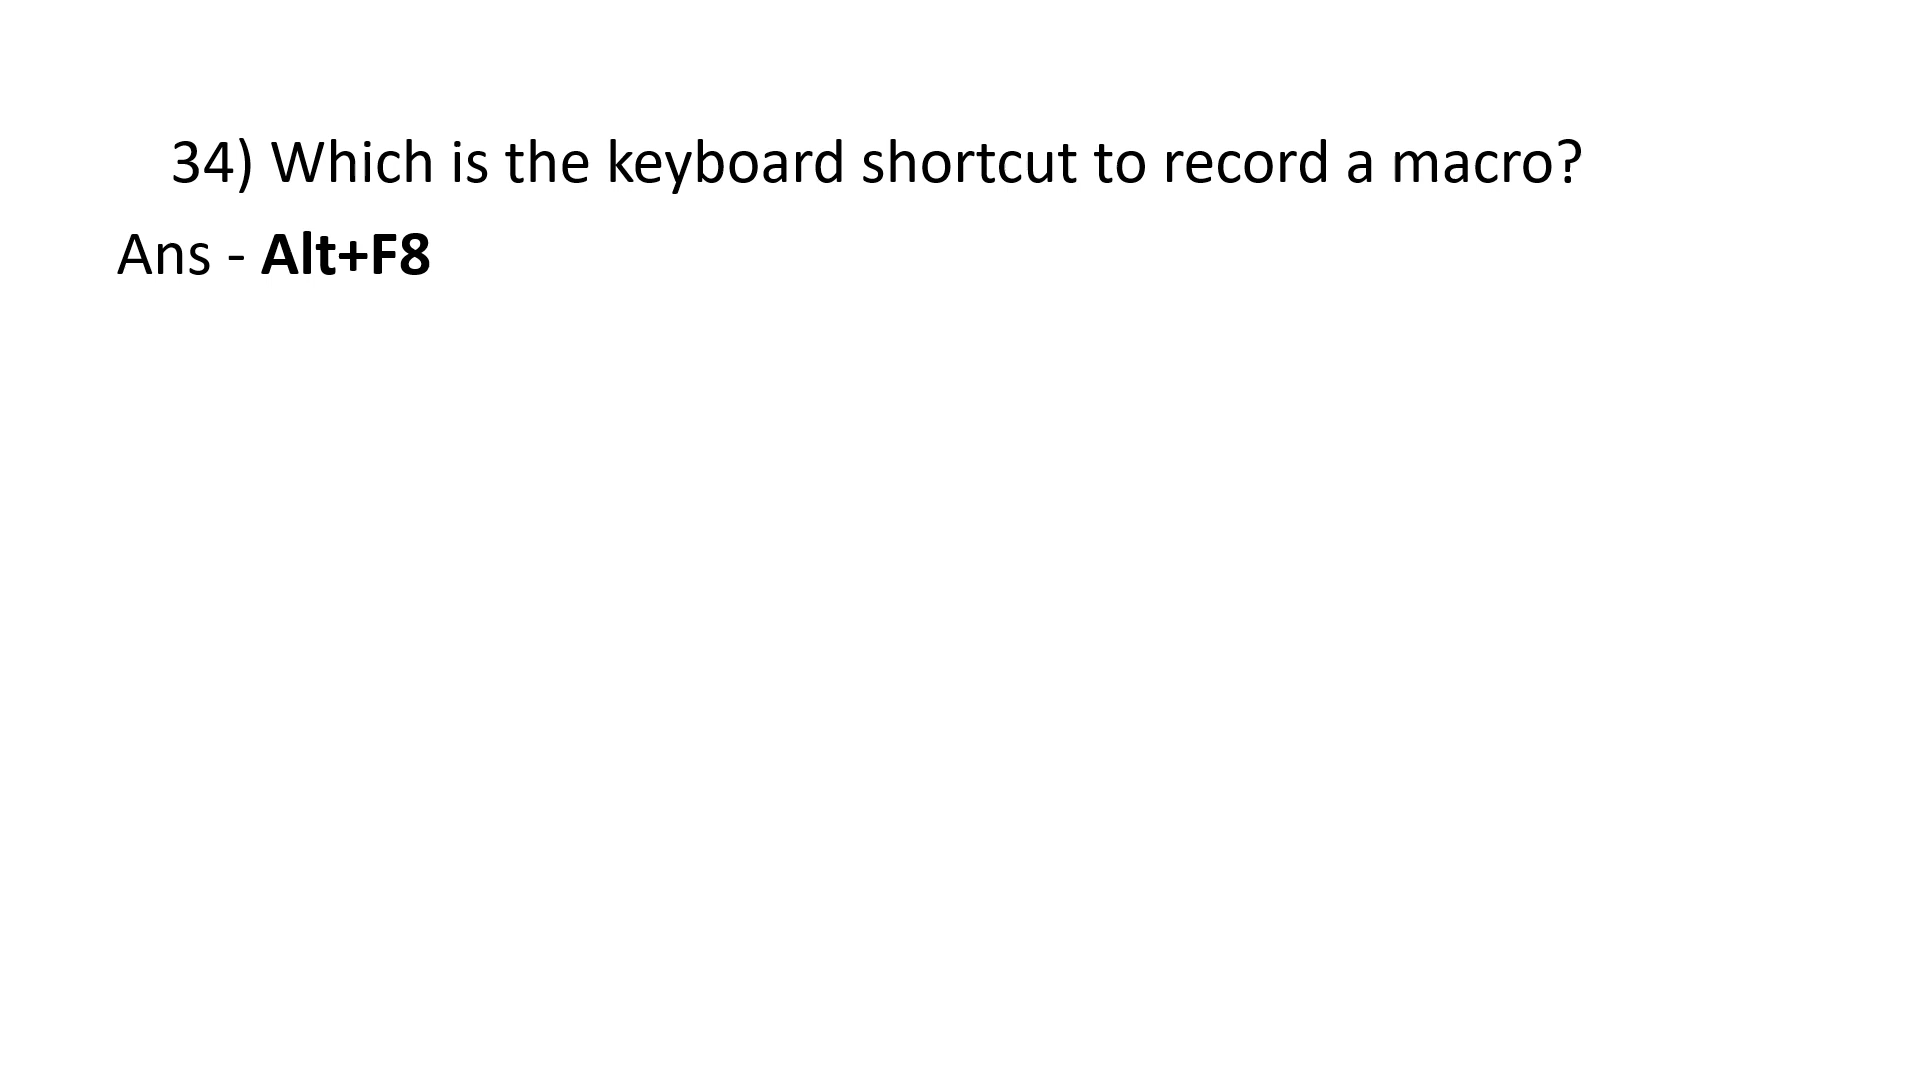 34) Which is the keyboard shortcut to record a macro?
Ans - Alt+F8